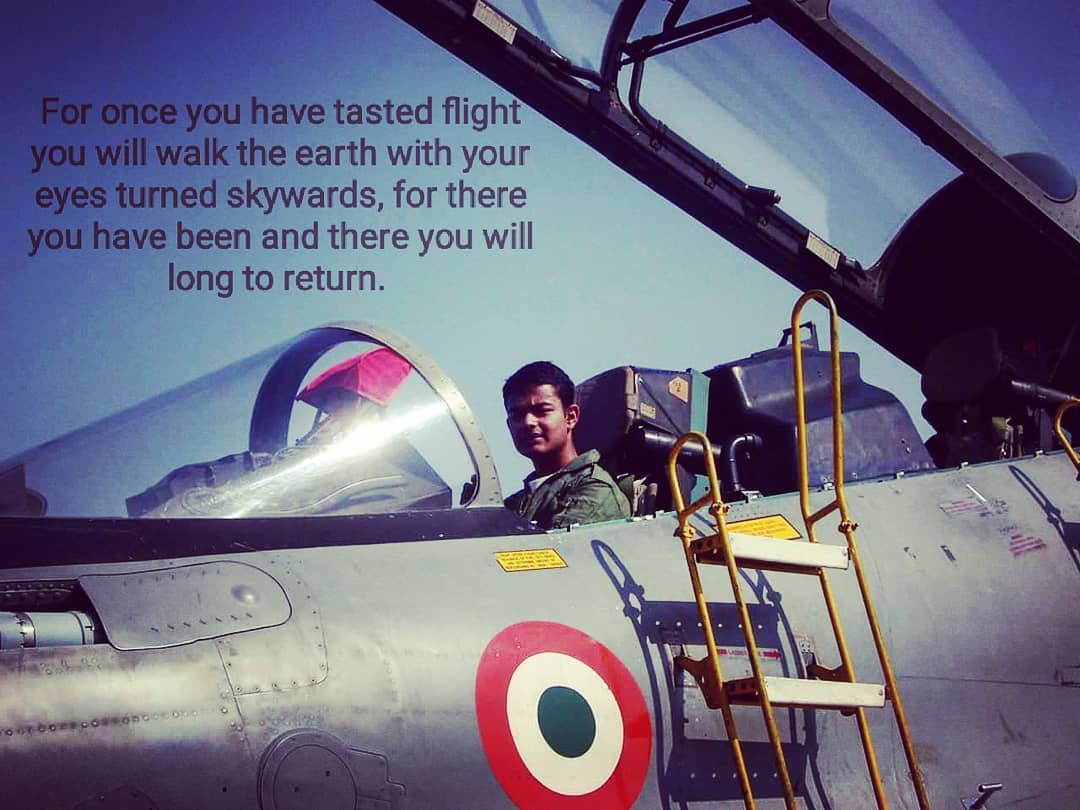 For once you have tasted flight
you will walk the earth with your
eyes turned skywards, for there
you have been and there you will
long to return.
2